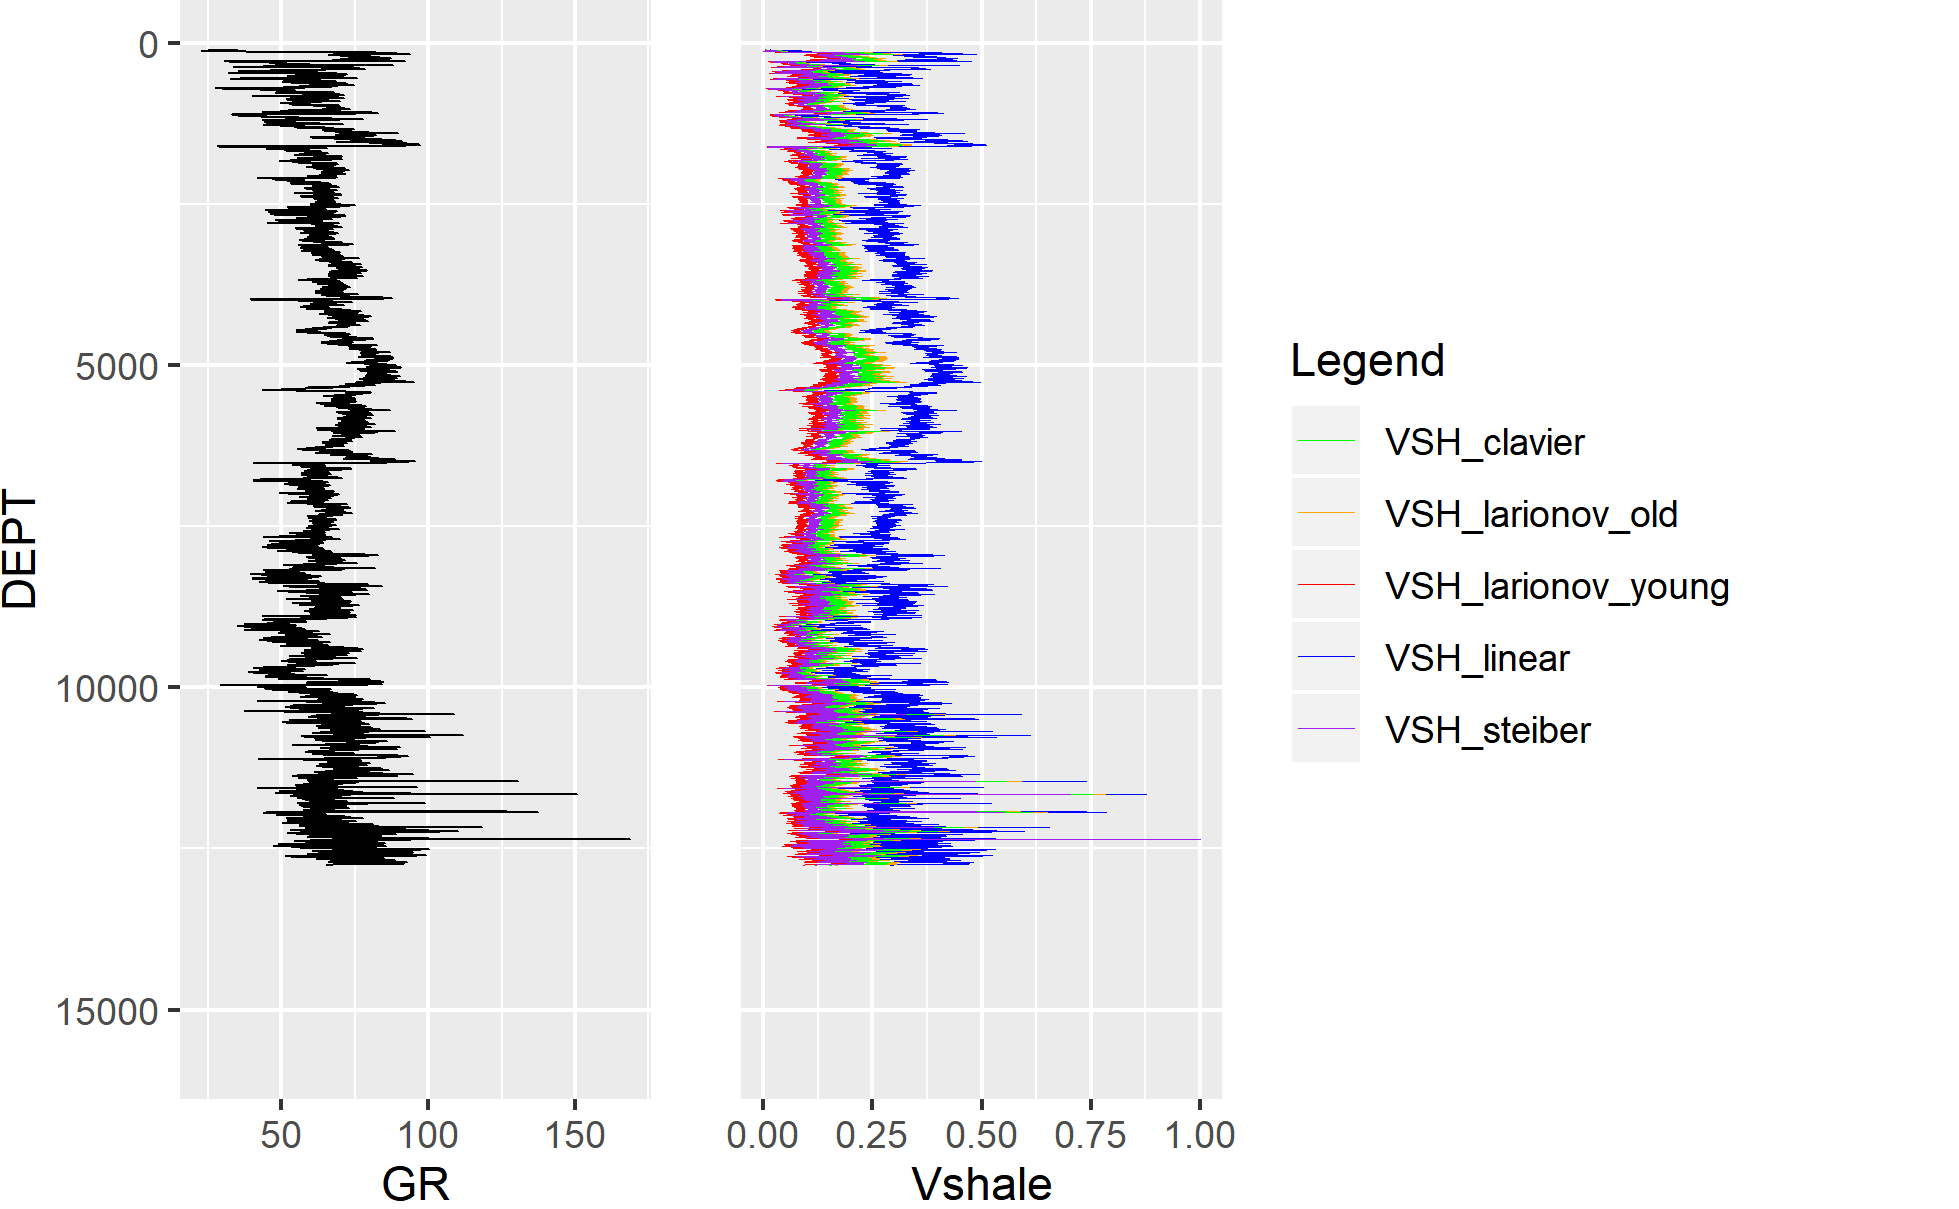 DEPT
0
5000
10000
15000
50 100 150
GR
0.00 0.25 0.50 0.75 1.00
Vshale
Legend
VSH_clavier
VSH_larionov_old
VSH_larionov_young
VSH_linear
VSH_steiber